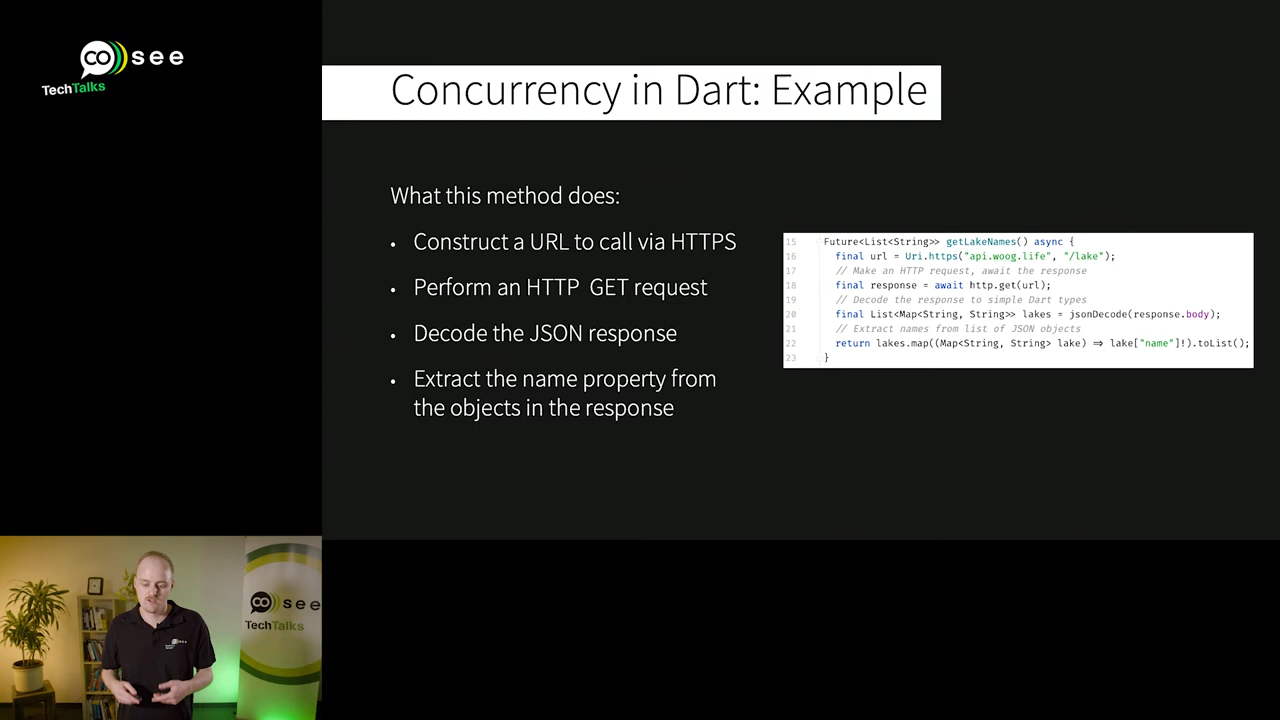 co see
TechTalks
Concurrency in Dart: Example
What this method does:
• Construct a URL to call via HTTPS
• Perform an HTTP GET request
• Decode the JSON response
• Extract the name property from
the objects in the response
15 Future<List<String>> getLakeNames() async {
16 final url = Uri.https("api.woog.life", "/lake");
17 // Make an HTTP request, await the response
18 final response = await http.get(url);
19 // Decode the response to simple Dart types
20 final List<Map<String, String>> lakes = jsonDecode(response.body);
21 // Extract names from list of JSON objects
22 return lakes.map((Map<String, String> lake) => lake["name"]!).toList();
23 }
co see
TechTalks
see